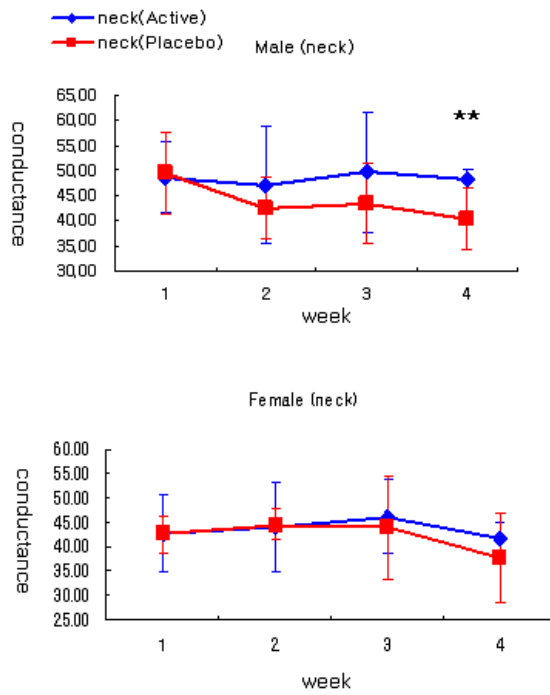 neck(Active)
neck(Placebo)
Male (neck)
65,00
60,00
55,00
50,00
45,00
40,00
35,00
30,00
conductance
**
1 2 3 4
week
Female (neck)
60.00
55.00
50.00
45.00
40.00
35.00
30.00
25.00
conductance
1 2 3 4
week